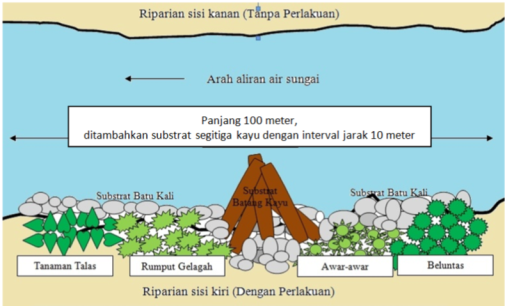 Riparian sisi kanan (Tanpa Perlakuan)
Arah aliran air sungai
Panjang 100 meter,
ditambahkan substrat segitiga kayu dengan interval jarak 10 meter
Substrat Batu Kali
Substrat
Batang Kayu
Substrat Batu Kali
Tanaman Talas
Rumput Gelagah
Awar-awar
Beluntas
Riparian sisi kiri (Dengan Perlakuan)